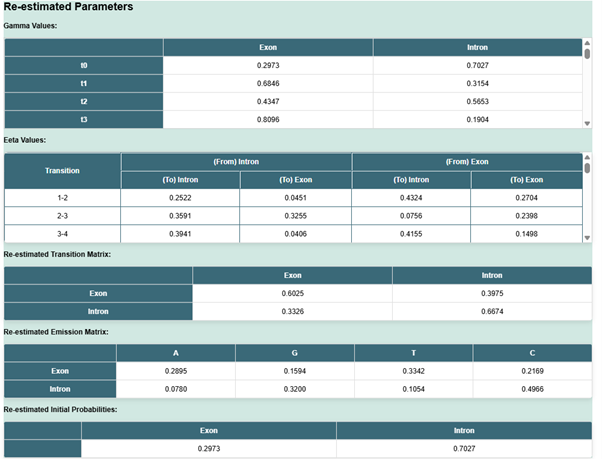 Re-estimated Parameters
Gamma Values:
Exon Intron
t0 0.2973 0.7027
t1 0.6846 0.3154
t2 0.4347 0.5653
t3 0.8096 0.1904
Eeta Values:
Transition (From) Intron (From) Exon
(To) Intron (To) Exon (To) Intron (To) Exon
1-2 0.2522 0.0451 0.4324 0.2704
2-3 0.3591 0.3255 0.0756 0.2398
3-4 0.3941 0.0406 0.4155 0.1498
Re-estimated Transition Matrix:
Exon Intron
Exon 0.6025 0.3975
Intron 0.3326 0.6674
Re-estimated Emission Matrix:
A G T C
Exon 0.2895 0.1594 0.3342 0.2169
Intron 0.0780 0.3200 0.1054 0.4966
Re-estimated Initial Probabilities:
Exon Intron
0.2973 0.7027